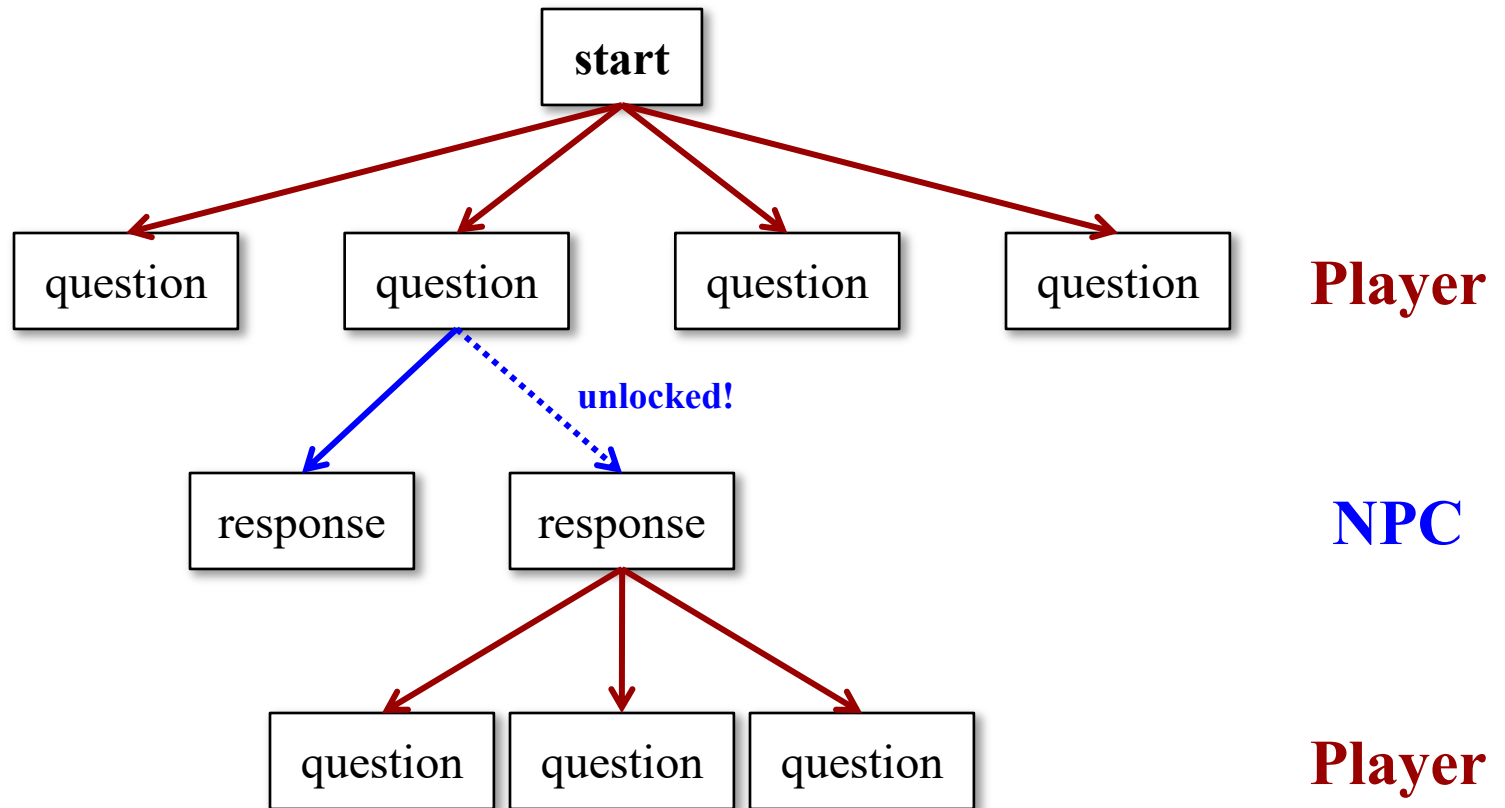 start
question
question
question
question
Player
unlocked!
response
response
NPC
question
question
question
Player